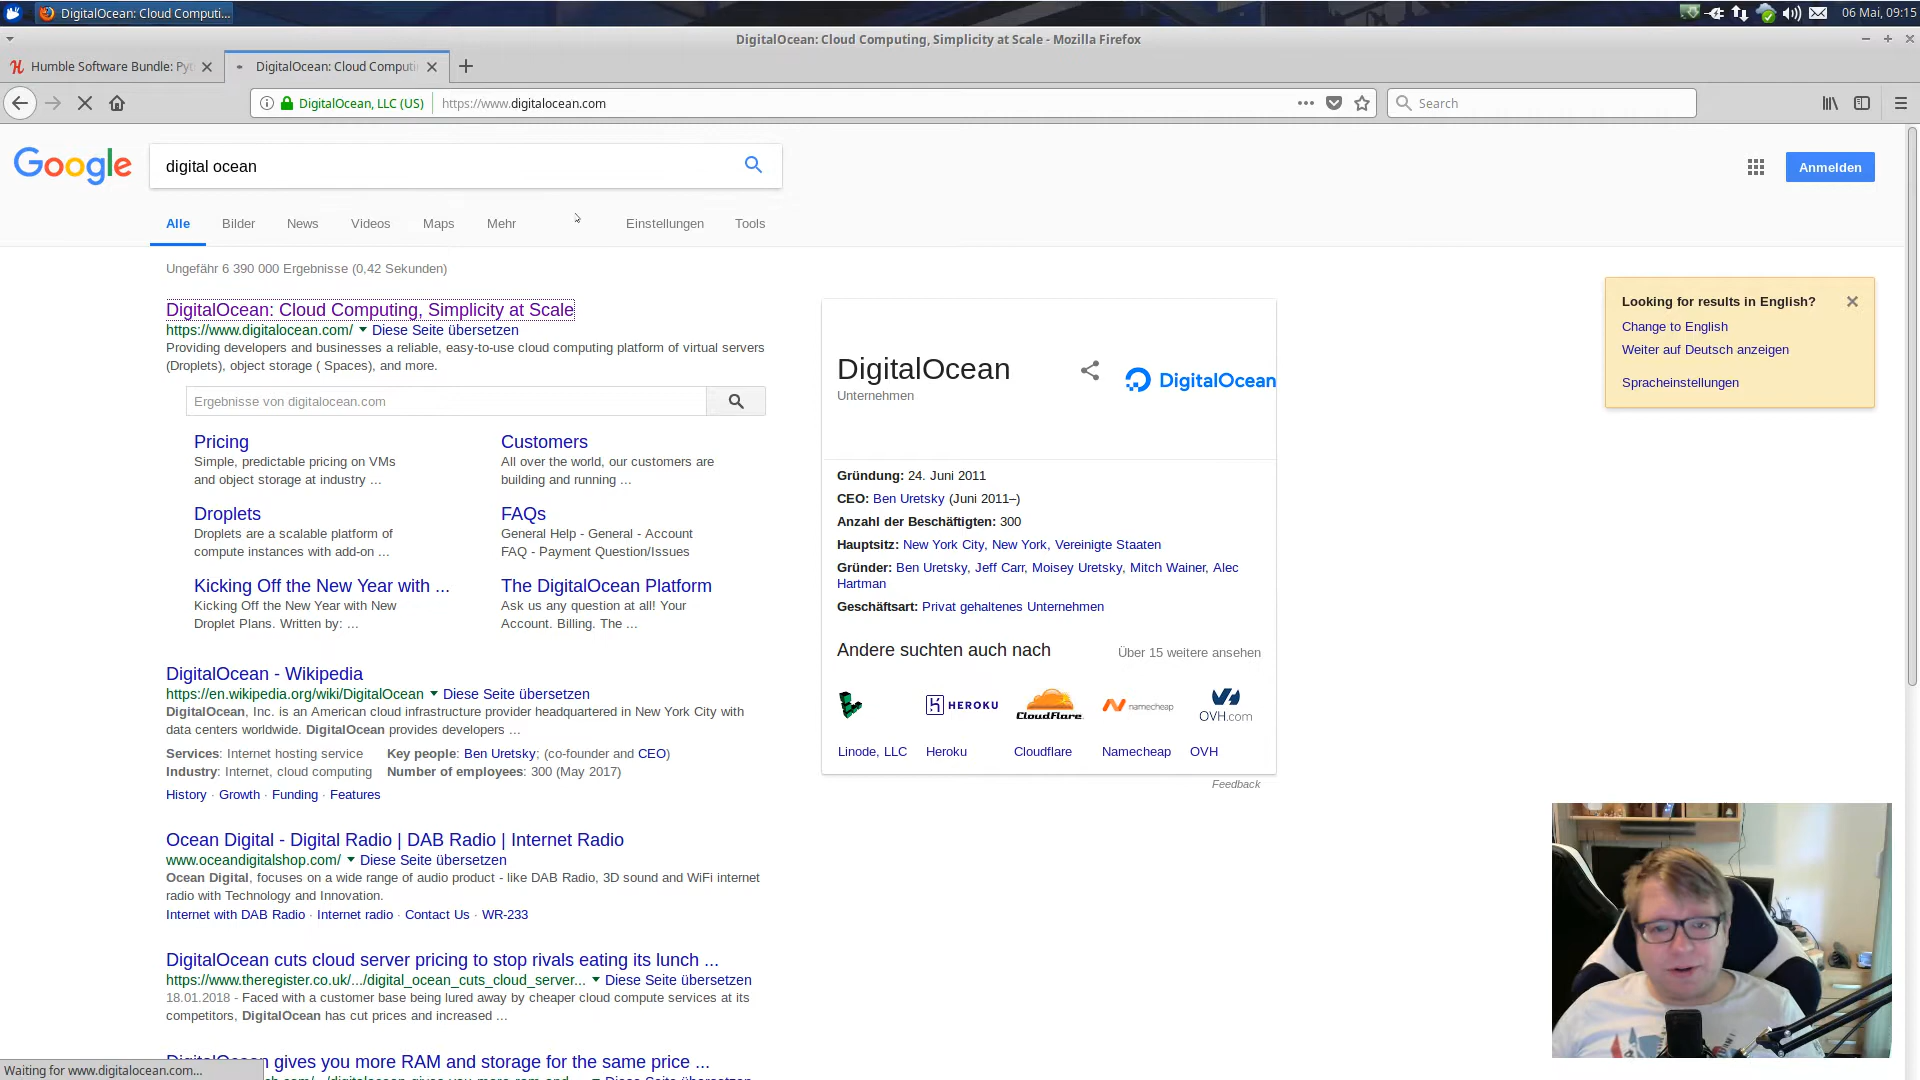 DigitalOcean: Cloud Computi...
06 Mai, 09:15
DigitalOcean: Cloud Computing, Simplicity at Scale - Mozilla Firefox
Humble Software Bundle: Pyt
DigitalOcean: Cloud Computi
DigitalOcean, LLC (US)
https://www.digitalocean.com
Search
Google
digital ocean
Anmelden
Alle
Bilder
News
Videos
Maps
Mehr
Einstellungen
Tools
Ungefähr 6 390 000 Ergebnisse (0,42 Sekunden)
DigitalOcean: Cloud Computing, Simplicity at Scale
https://www.digitalocean.com/ Diese Seite übersetzen
Providing developers and businesses a reliable, easy-to-use cloud computing platform of virtual servers
(Droplets), object storage ( Spaces), and more.
Ergebnisse von digitalocean.com
Pricing
Simple, predictable pricing on VMs
and object storage at industry ...
Customers
All over the world, our customers are
building and running ...
Droplets
Droplets are a scalable platform of
compute instances with add-on ...
FAQs
General Help - General - Account
FAQ - Payment Question/Issues
Kicking Off the New Year with ...
Kicking Off the New Year with New
Droplet Plans. Written by: ...
The DigitalOcean Platform
Ask us any question at all! Your
Account. Billing. The ...
DigitalOcean - Wikipedia
https://en.wikipedia.org/wiki/DigitalOcean Diese Seite übersetzen
DigitalOcean, Inc. is an American cloud infrastructure provider headquartered in New York City with
data centers worldwide. DigitalOcean provides developers ...
Services: Internet hosting service
Key people: Ben Uretsky; (co-founder and CEO)
Industry: Internet, cloud computing
Number of employees: 300 (May 2017)
History · Growth · Funding · Features
Ocean Digital - Digital Radio | DAB Radio | Internet Radio
www.oceandigitalshop.com/ Diese Seite übersetzen
Ocean Digital, focuses on a wide range of audio product - like DAB Radio, 3D sound and WiFi internet
radio with Technology and Innovation.
Internet with DAB Radio · Internet radio · Contact Us · WR-233
DigitalOcean cuts cloud server pricing to stop rivals eating its lunch ...
https://www.theregister.co.uk/.../digital_ocean_cuts_cloud_server... Diese Seite übersetzen
18.01.2018 - Faced with a customer base being lured away by cheaper cloud compute services at its
competitors, DigitalOcean has cut prices and increased ...
DigitalOcean gives you more RAM and storage for the same price ...
Waiting for www.digitalocean.com...
DigitalOcean
Unternehmen
DigitalOcean
Gründung: 24. Juni 2011
CEO: Ben Uretsky (Juni 2011–)
Anzahl der Beschäftigten: 300
Hauptsitz: New York City, New York, Vereinigte Staaten
Gründer: Ben Uretsky, Jeff Carr, Moisey Uretsky, Mitch Wainer, Alec
Hartman
Geschäftsart: Privat gehaltenes Unternehmen
Andere suchten auch nach
Über 15 weitere ansehen
HEROKU
CLOUDFLARE
namecheap
OVH.com
Linode, LLC
Heroku
Cloudflare
Namecheap
OVH
Feedback
Looking for results in English?
Change to English
Weiter auf Deutsch anzeigen
Spracheinstellungen